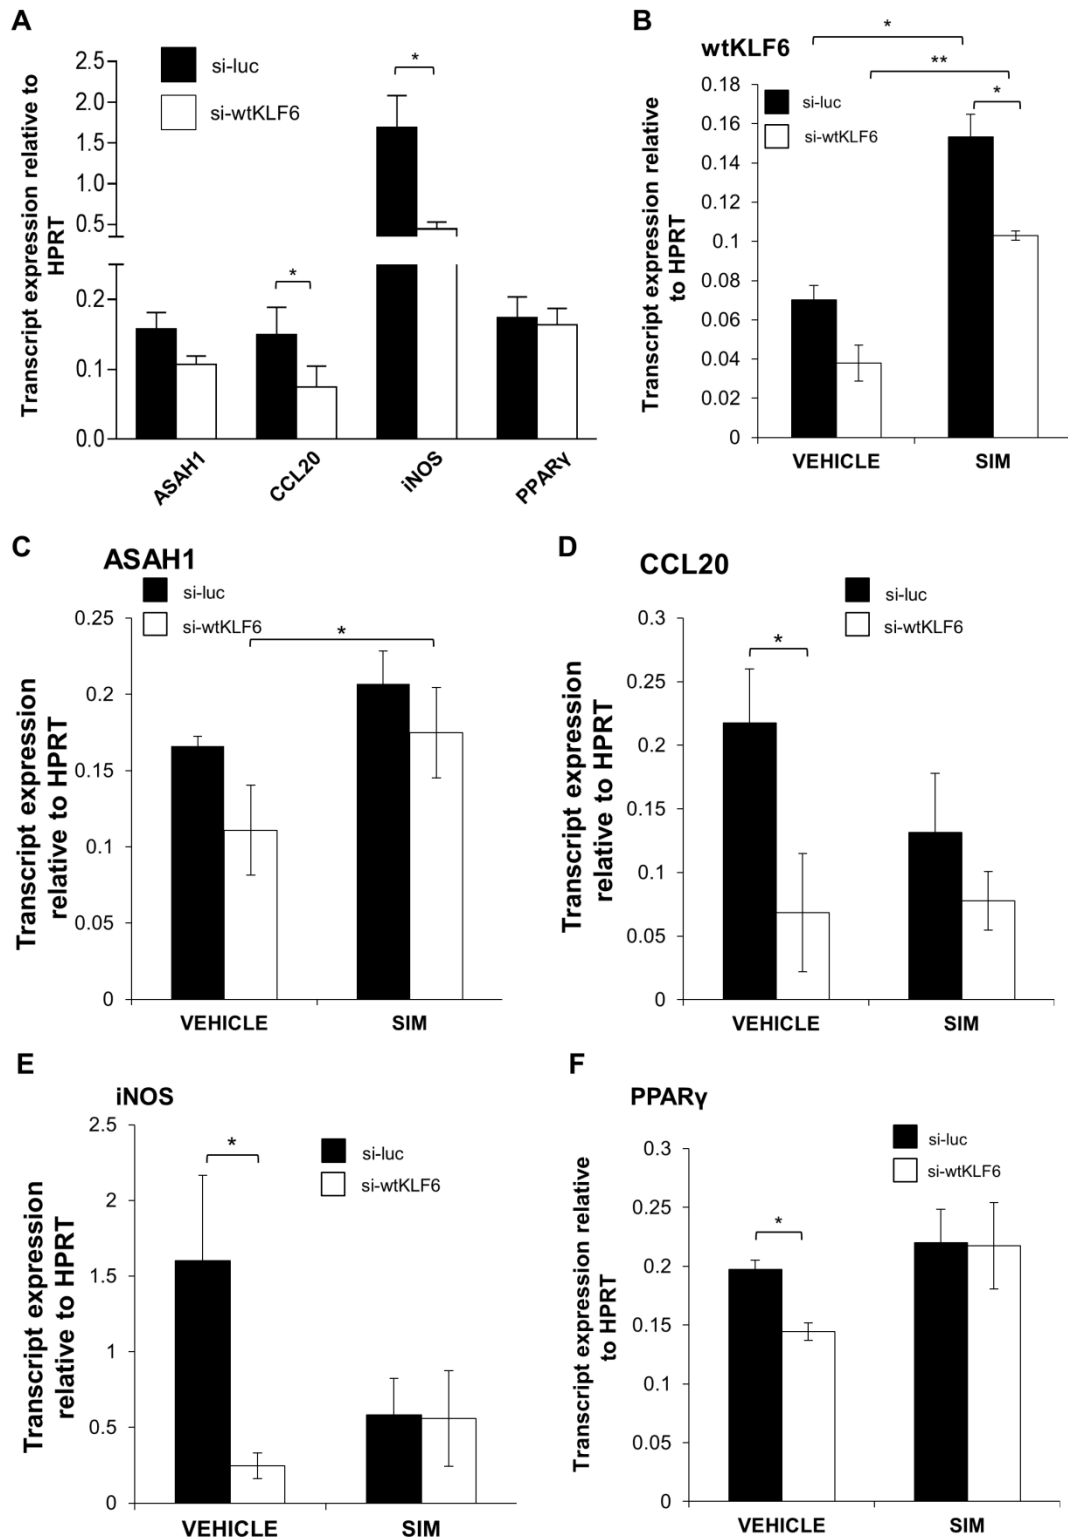 A
si-luc
si-wtKLF6
Transcript expression relative to
HPRT
2.5
2.0
1.5
1.0
0.5
0.2
0.1
0.0
*
*
ASAH1
CCL20
iNOS
PPARγ
B
wtKLF6
*
**
*
si-luc
si-wtKLF6
Transcript expression relative
to HPRT
0.18
0.16
0.14
0.12
0.1
0.08
0.06
0.04
0.02
0
VEHICLE
SIM
C
ASAH1
si-luc
si-wtKLF6
*
Transcript expression
relative to HPRT
0.25
0.2
0.15
0.1
0.05
0
VEHICLE
SIM
D
CCL20
si-luc
si-wtKLF6
*
Transcript expression
relative to HPRT
0.3
0.25
0.2
0.15
0.1
0.05
0
VEHICLE
SIM
E
iNOS
si-luc
si-wtKLF6
*
Transcript expression
relative to HPRT
2.5
2
1.5
1
0.5
0
VEHICLE
SIM
F
PPARγ
si-luc
si-wtKLF6
*
Transcript expression relative
to HPRT
0.3
0.25
0.2
0.15
0.1
0.05
0
VEHICLE
SIM